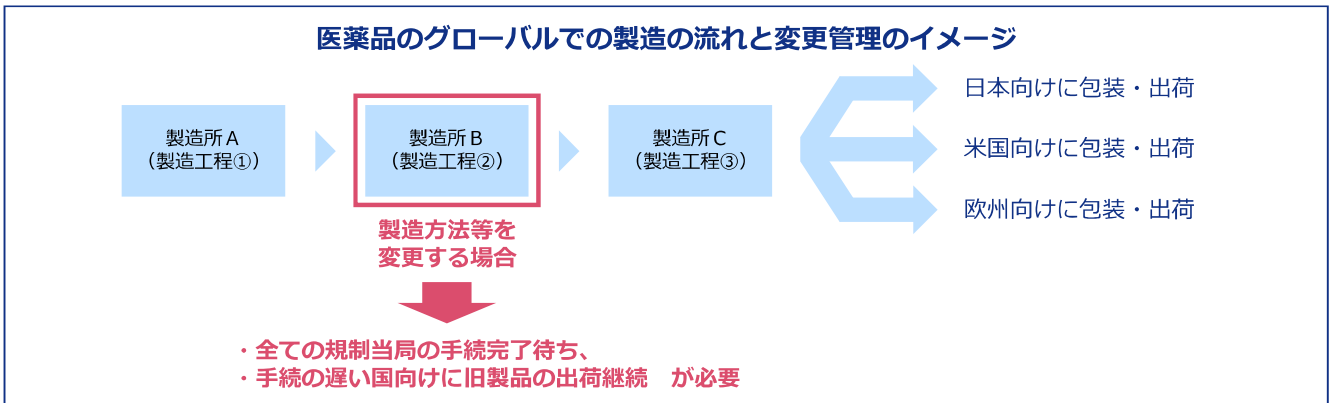 医薬品のグローバルでの製造の流れと変更管理のイメージ
製造所A
（製造工程①）
製造所B
（製造工程②）
製造所C
（製造工程③）
日本向けに包装・出荷
米国向けに包装・出荷
欧州向けに包装・出荷
製造方法等を
変更する場合
・全ての規制当局の手続完了待ち、
・手続の遅い国向けに旧製品の出荷継続　が必要